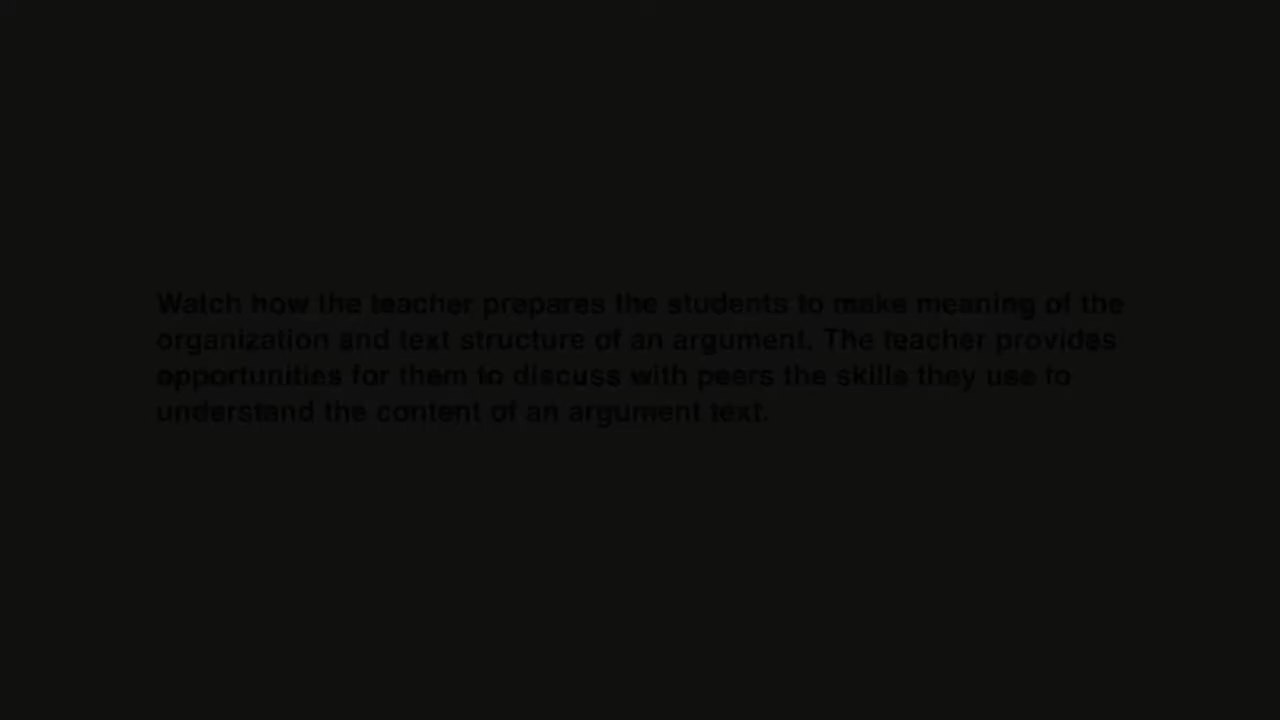 Watch how the teacher prepares the students to make meaning of the
organization and text structure of an argument. The teacher provides
opportunities for them to discuss with peers the skills they use to
understand the content of an argument text.